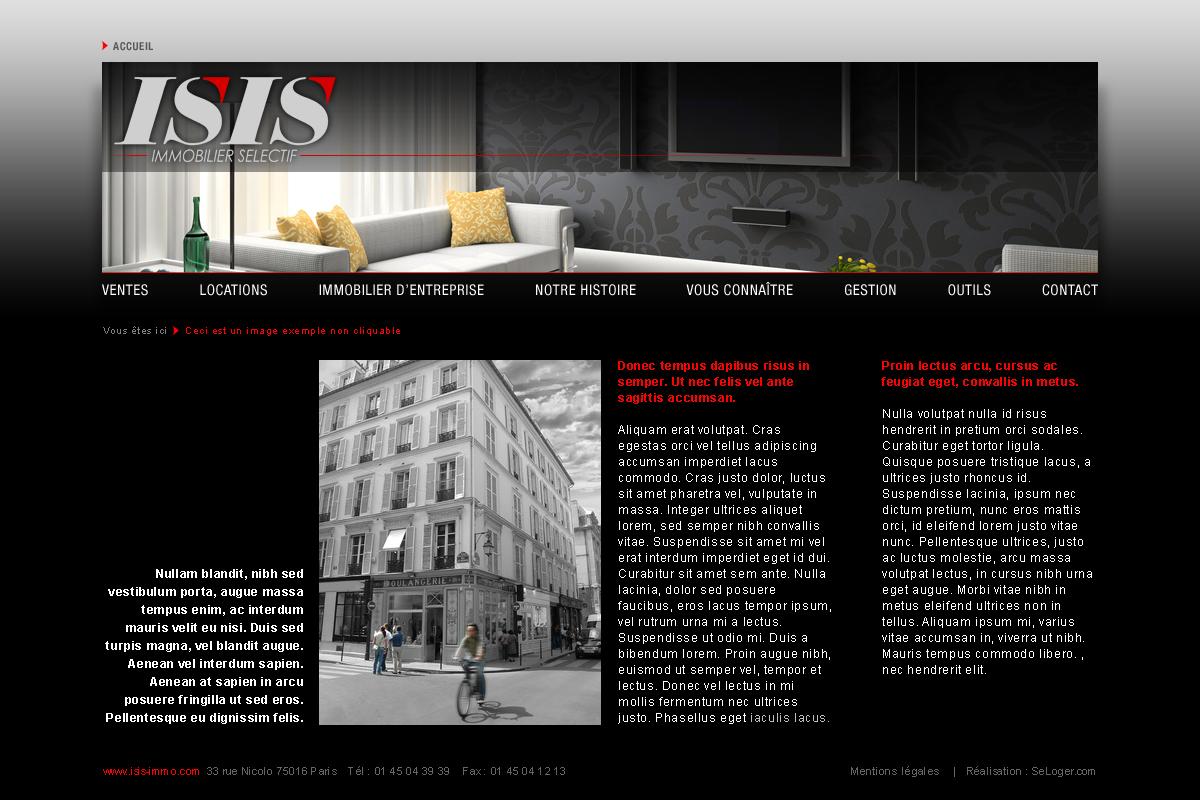 ACCUEIL
ISIS
IMMOBILIER SELECTIF
VENTES LOCATIONS IMMOBILIER D'ENTREPRISE NOTRE HISTOIRE VOUS CONNAÎTRE GESTION OUTILS CONTACT
Vous êtes ici Ceci est un image exemple non cliquable
Nullam blandit, nibh sed
vestibulum porta, augue massa
tempus enim, ac interdum
mauris velit eu nisi. Duis sed
turpis magna, vel blandit augue.
Aenean vel interdum sapien.
Aenean at sapien in arcu
posuere fringilla ut sed eros.
Pellentesque eu dignissim felis.
BOULANGERIE
Donec tempus dapibus risus in
semper. Ut nec felis vel ante
sagittis accumsan.
Aliquam erat volutpat. Cras
egestas orci vel tellus adipiscing
accumsan imperdiet lacus
commodo. Cras justo dolor, luctus
sit amet pharetra vel, vulputate in
massa. Integer ultrices aliquet
lorem, sed semper nibh convallis
vitae. Suspendisse sit amet mi vel
erat interdum imperdiet eget id dui.
Curabitur sit amet sem ante. Nulla
lacinia, dolor sed posuere
faucibus, eros lacus tempor ipsum,
vel rutrum urna mi a lectus.
Suspendisse ut odio mi. Duis a
bibendum lorem. Proin augue nibh,
euismod ut semper vel, tempor et
lectus. Donec vel lectus in mi
mollis fermentum nec ultrices
justo. Phasellus eget iaculis lacus.
Proin lectus arcu, cursus ac
feugiat eget, convallis in metus.
Nulla volutpat nulla id risus
hendrerit in pretium orci sodales.
Curabitur eget tortor ligula.
Quisque posuere tristique lacus, a
ultrices justo rhoncus id.
Suspendisse lacinia, ipsum nec
dictum pretium, nunc eros mattis
orci, id eleifend lorem justo vitae
nunc. Pellentesque ultrices, justo
ac luctus molestie, arcu massa
volutpat lectus, in cursus nibh urna
eget augue. Morbi vitae nibh in
metus eleifend ultrices non in
tellus. Aliquam ipsum mi, varius
vitae accumsan in, viverra ut nibh.
Mauris tempus commodo libero. ,
nec hendrerit elit.
www.isis-immo.com 33 rue Nicolo 75016 Paris Tél : 01 45 04 39 39 Fax : 01 45 04 12 13
Mentions légales | Réalisation : SeLoger.com